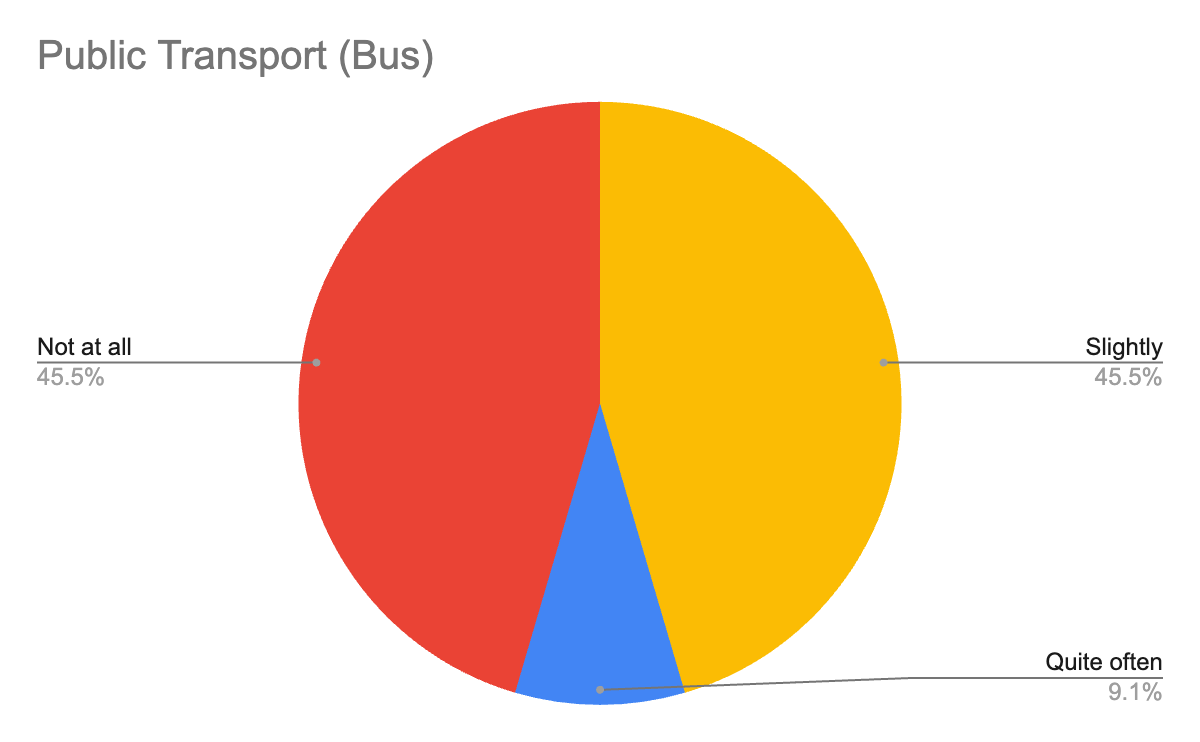 Public Transport (Bus)
Not at all
45.5%
Slightly
45.5%
Quite often
9.1%